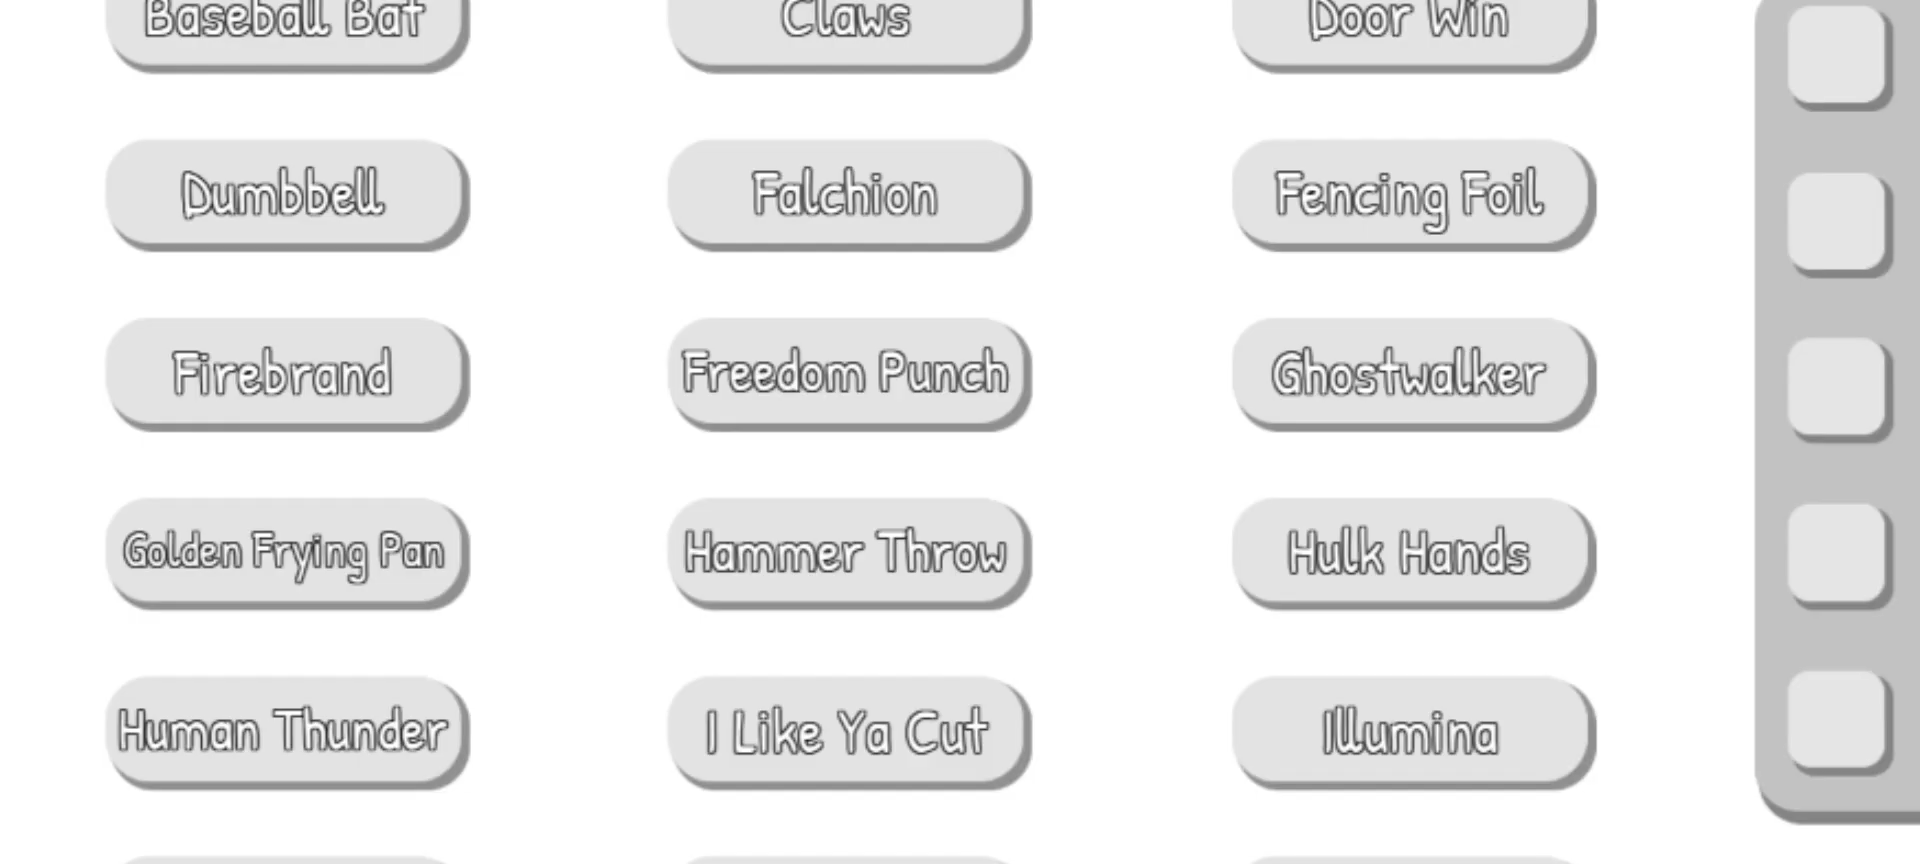 Baseball Bat
Claws
Door Win
Dumbbell
Falchion
Fencing Foil
Firebrand
Freedom Punch
Ghostwalker
Golden Frying Pan
Hammer Throw
Hulk Hands
Human Thunder
I Like Ya Cut
Illumina